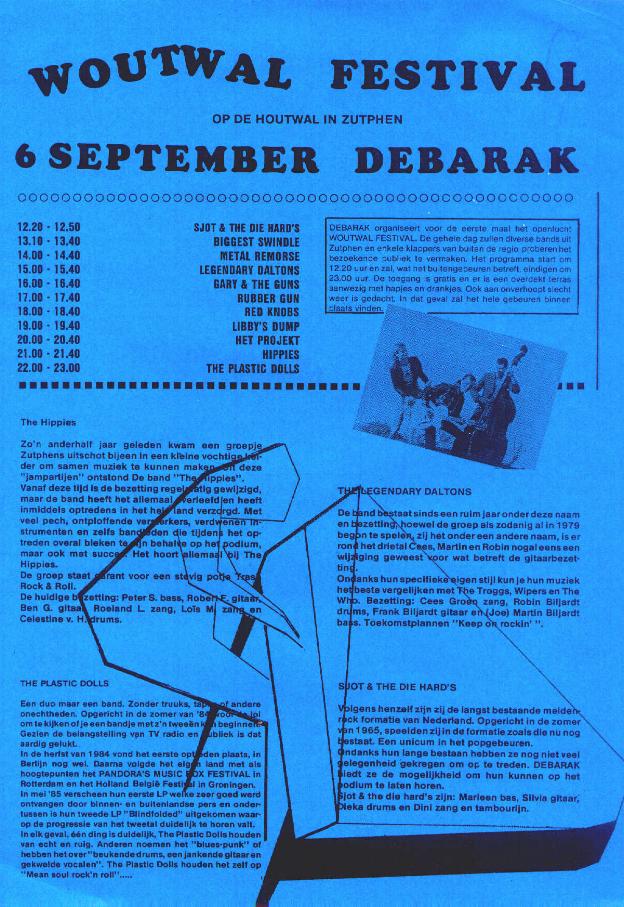 WOUTWAL FESTIVAL
OP DE HOUTWAL IN ZUTPHEN
6 SEPTEMBER DEBARAK
12.20 - 12.50 SJOT & THE DIE HARD'S
13.10 - 13.40 BIGGEST SWINDLE
14.00 - 14.40 METAL REMORSE
15.00 - 15.40 LEGENDARY DALTONS
16.00 - 16.40 GARY & THE GUNS
17.00 - 17.40 RUBBER GUN
18.00 - 18.40 RED KNOBS
19.00 - 19.40 LIBBY'S DUMP
20.00 - 20.40 HET PROJEKT
21.00 - 21.40 HIPPIES
22.00 - 23.00 THE PLASTIC DOLLS
DEBARAK organiseert voor de eerste maal het openlucht
WOUTWAL FESTIVAL. De gehele dag zullen diverse bands uit
Zutphen en enkele klappers van buiten de regio proberen het
bezoekende publiek te vermaken. Het programma start om
12.20 uur en zal, wat het buitengebeuren betreft, eindigen om
23.00 uur. De toegang is gratis en er is een overdekt terras
aanwezig met hapjes en drankjes. Ook aan onverhoopt slecht
weer is gedacht. In dat geval zal het hele gebeuren binnen
plaats vinden.
The Hippies
Zo'n anderhalf jaar geleden kwam een groepje
Zutphens uitschot bijeen in een kleine vochtige kel-
der om samen muziek te kunnen maken. Uit deze
"jampartijen" ontstond De band "The Hippies".
Vanaf deze tijd is de bezetting regelmatig gewijzigd,
maar de band heeft het allemaal overleefd en heeft
inmiddels optredens in het hele land verzorgd. Met
veel pech, ontploffende versterkers, verdwenen in-
strumenten en zelfs bandleden die tijdens het op-
treden overal bleken te zijn behalve op het podium,
maar ook met succes. Het hoort allemaal bij The
Hippies.
De groep staat garant voor een stevig potje Trash
Rock & Roll.
De huidige bezetting: Peter S. bass, Robert F. gitaar,
Ben G. gitaar, Roeland L. zang, Loïs M. zang en
Celestine v. H. drums.
THE LEGENDARY DALTONS
De band bestaat sinds een ruim jaar onder deze naam
en bezetting, hoewel de groep als zodanig al in 1979
begon te spelen, zij het onder een andere naam, is er
rond het drietal Cees, Martin en Robin nogal eens een
wijziging geweest voor wat betreft de gitaarbezet-
ting.
Ondanks hun specifieke eigen stijl kun je hun muziek
het beste vergelijken met The Troggs, Wipers en The
Who. Bezetting: Cees Groen zang, Robin Biljardt
drums, Frank Biljardt gitaar en (Joe) Martin Biljardt
bass. Toekomstplannen "Keep on rockin' ".
THE PLASTIC DOLLS
Een duo maar een band. Zonder truuks, tapes of andere
onechtheden. Opgericht in de zomer van '84 voor de lol
om te kijken of je een bandje met z'n tweeën kan beginnen.
Gezien de belangstelling van TV radio en publiek is dat
aardig gelukt.
In de herfst van 1984 vond het eerste optreden plaats, in
Berlijn nog wel. Daarna volgde het eigen land met als
hoogtepunten het PANDORA'S MUSIC BOX FESTIVAL in
Rotterdam en het Holland België Festival in Groningen.
In mei '85 verscheen hun eerste LP welke zeer goed werd
ontvangen door binnen- en buitenlandse pers en onder-
tussen is hun tweede LP "Blindfolded" uitgekomen waar-
op de progressie van het tweetal duidelijk te horen valt.
In elk geval, één ding is duidelijk, The Plastic Dolls houden
van echt en ruig. Anderen noemen het "blues-punk" of
hebben het over "beukende drums, een jankende gitaar en
gekwelde vocalen". The Plastic Dolls houden het zelf op
"Mean soul rock'n roll".....
SJOT & THE DIE HARD'S
Volgens henzelf zijn zij de langst bestaande meiden-
rock formatie van Nederland. Opgericht in de zomer
van 1965, speelden zij in de formatie zoals die nu nog
bestaat. Een unicum in het popgebeuren.
Ondanks hun lange bestaan hebben ze nog niet veel
gelegenheid gekregen om op te treden. DEBARAK
biedt ze de mogelijkheid om hun kunnen op het
podium te laten horen.
Sjot & the die hard's zijn: Marleen bas, Silvia gitaar,
Dieka drums en Dini zang en tambourijn.